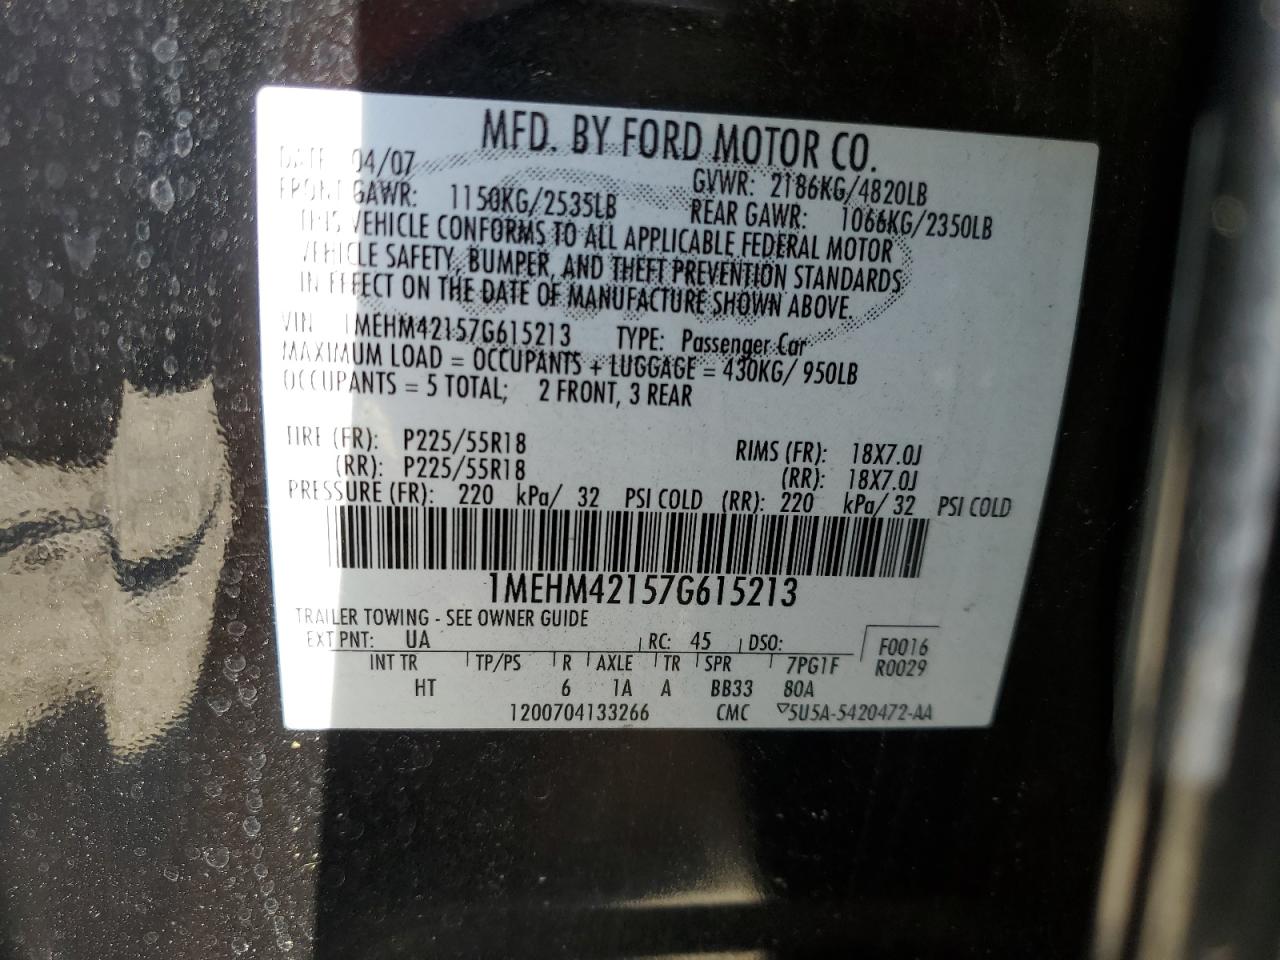 MFD. BY FORD MOTOR CO.
DATE 04/07 GVWR: 2186KG/4820LB
FRONT GAWR: 1150KG/2535LB REAR GAWR: 1066KG/2350LB
THIS VEHICLE CONFORMS TO ALL APPLICABLE FEDERAL MOTOR
VEHICLE SAFETY, BUMPER, AND THEFT PREVENTION STANDARDS
IN EFFECT ON THE DATE OF MANUFACTURE SHOWN ABOVE.
VIN 1MEHM42157G615213 TYPE: Passenger Car
MAXIMUM LOAD = OCCUPANTS + LUGGAGE = 430KG/ 950LB
OCCUPANTS = 5 TOTAL; 2 FRONT, 3 REAR
TIRE (FR): P225/55R18 RIMS (FR): 18X7.0J
(RR): P225/55R18 (RR): 18X7.0J
PRESSURE (FR): 220 kPa/ 32 PSI COLD (RR): 220 kPa/ 32 PSI COLD
1MEHM42157G615213
TRAILER TOWING - SEE OWNER GUIDE
EXT PNT: UA RC: 45 DSO: F0016
R0029
INT TR TP/PS R AXLE TR SPR 7PG1F
HT 6 1A A BB33 80A
1200704133266 CMC ▽5U5A-5420472-AA